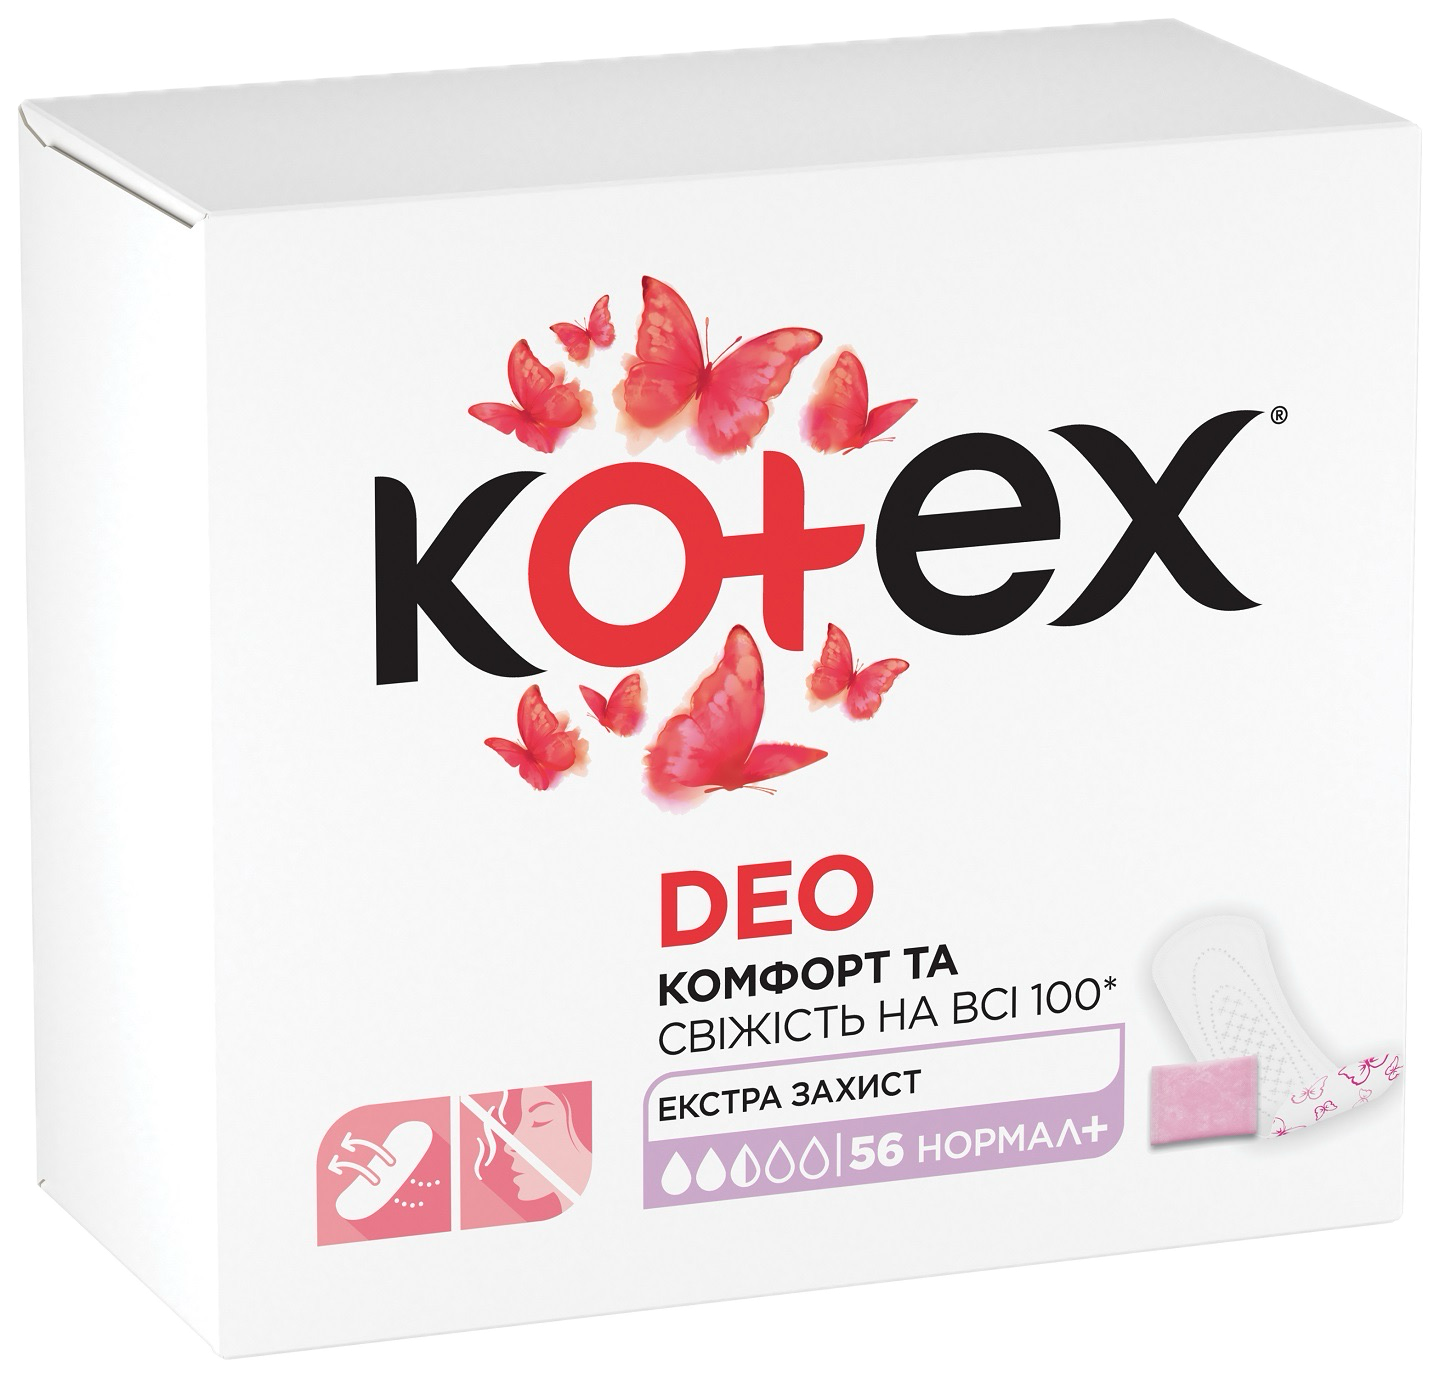 kotex®
DEO
КОМФОРТ ТА
СВІЖІСТЬ НА ВСІ 100*
ЕКСТРА ЗАХИСТ
56 НОРМАЛ+